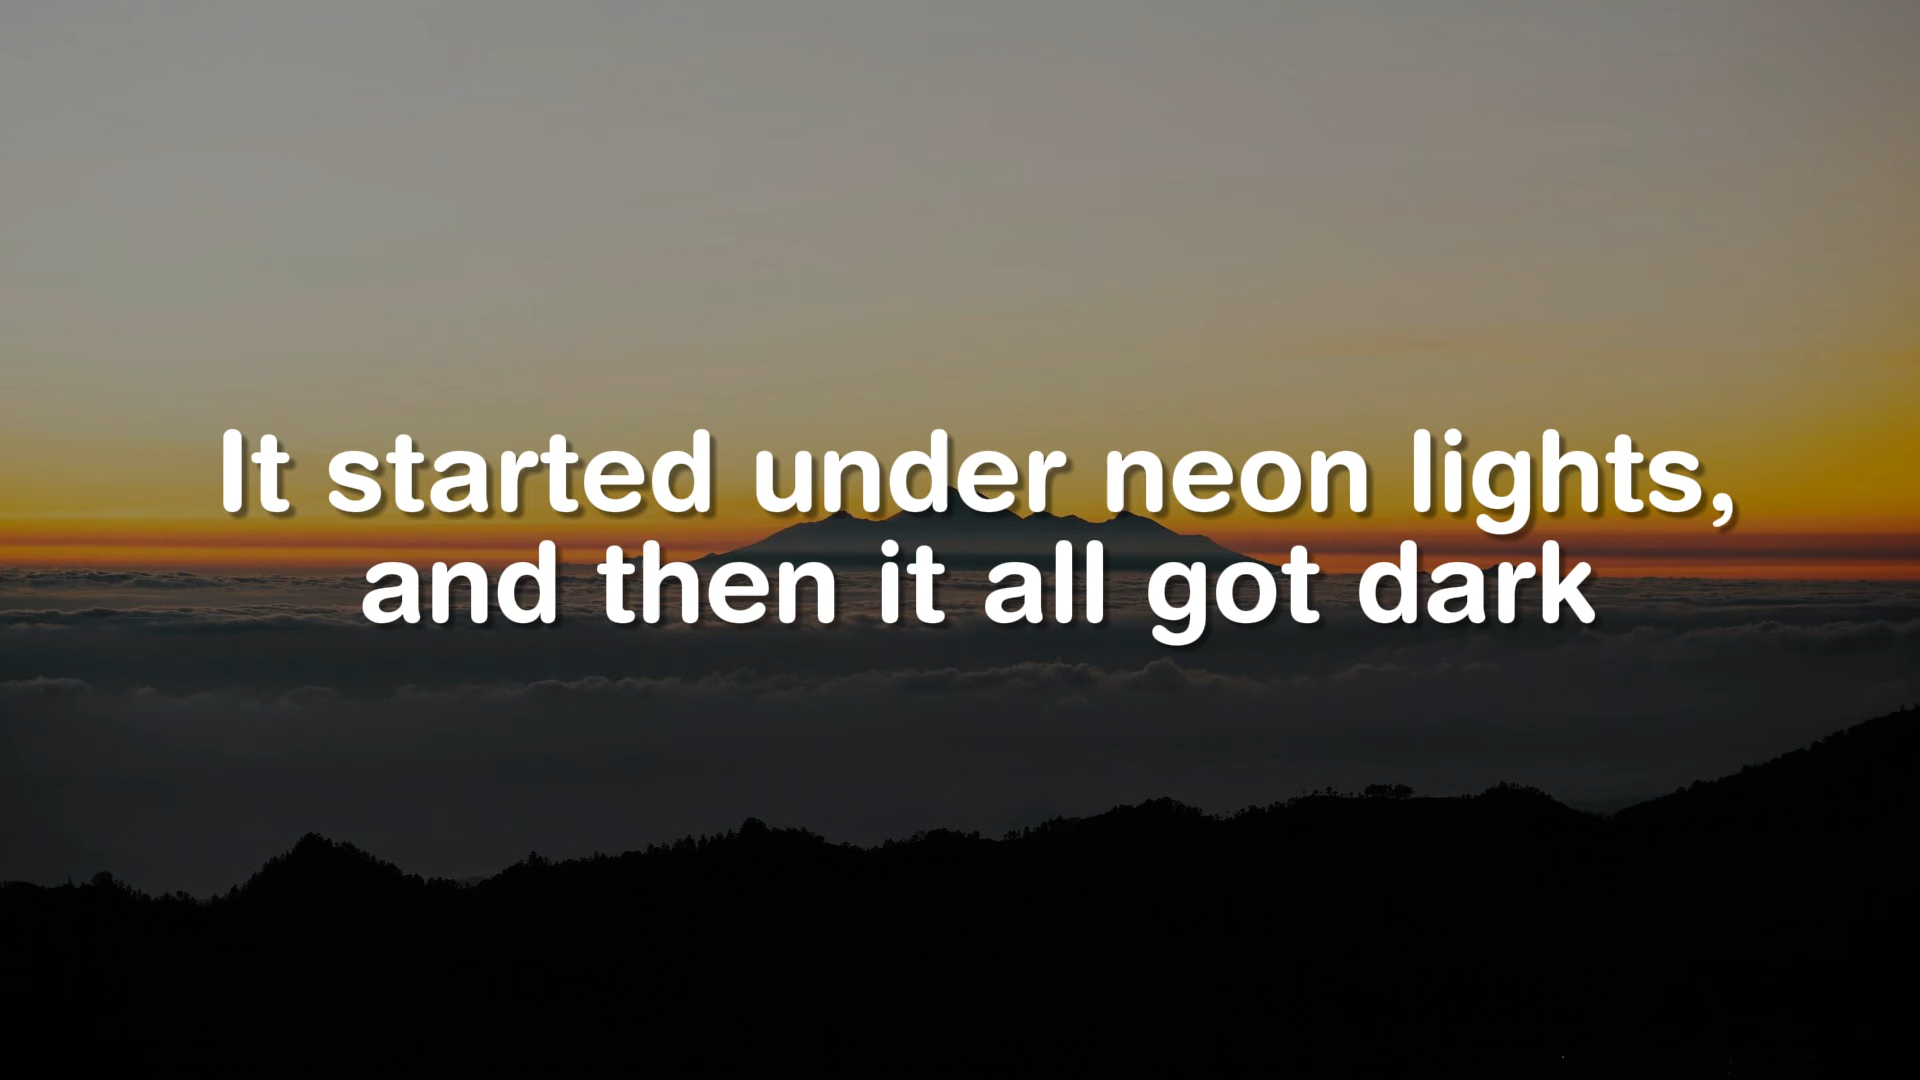 It started under neon lights,
and then it all got dark